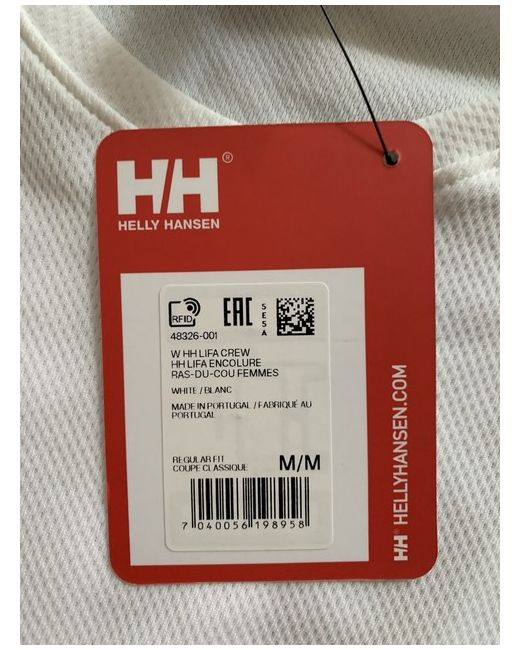 HH®
HELLY HANSEN
RFID
EAC
SESA
48326-001
W HH LIFA CREW
HH LIFA ENCOLURE
RAS-DU-COU FEMMES
WHITE / BLANC
MADE IN PORTUGAL / FABRIQUÉ AU
PORTUGAL
REGULAR FIT
COUPE CLASSIQUE
M/M
7 040056 198958
HH HELLYHANSEN.COM